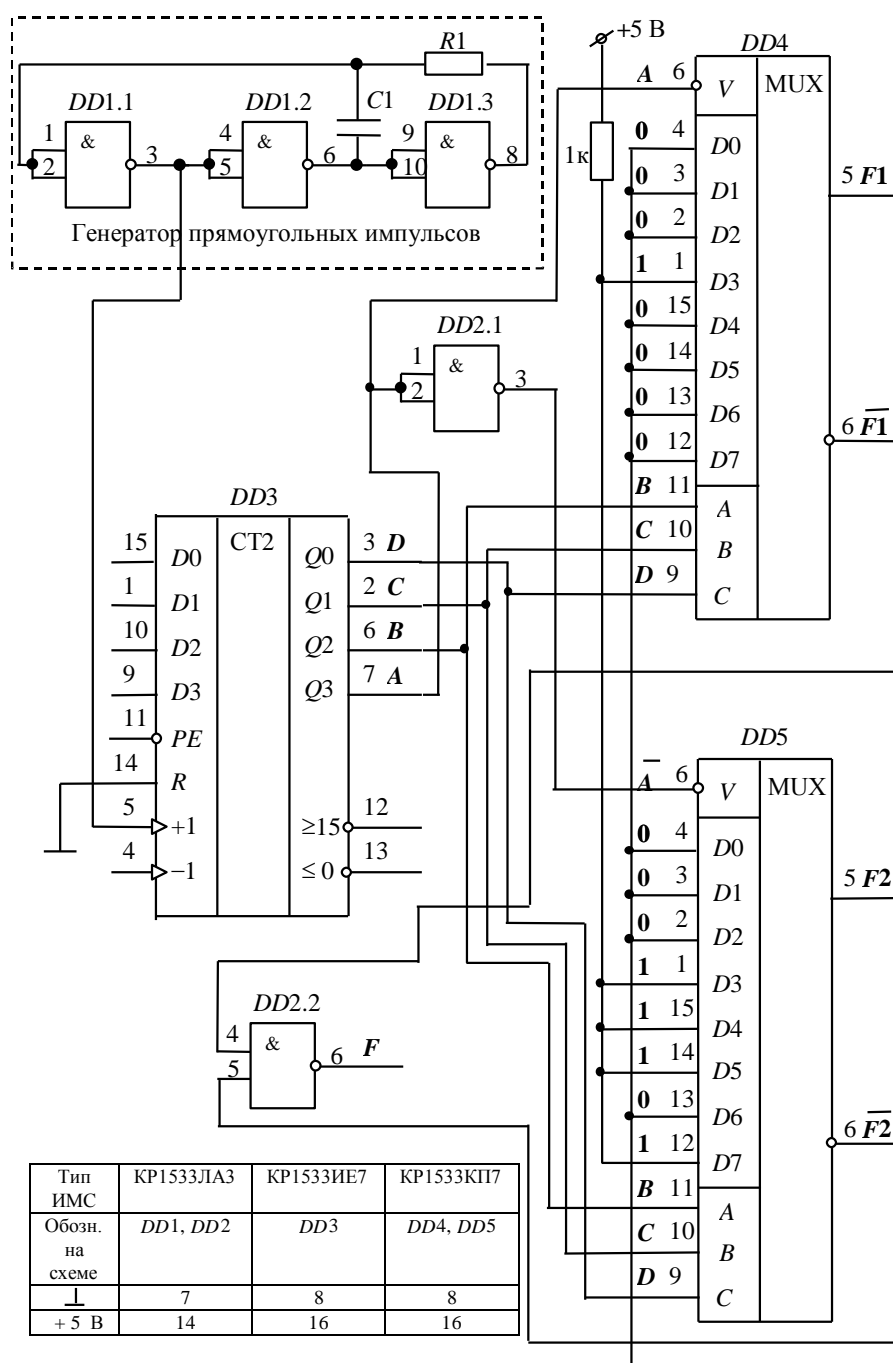 +5 В
R1
DD1.1
DD1.2
C1
DD1.3
1
2
&
3
4
5
&
6
9
10
&
8
Генератор прямоугольных импульсов
1к
DD4
A 6 V MUX
0 4 D0
0 3 D1
0 2 D2
1 1 D3
0 15 D4
0 14 D5
0 13 D6
0 12 D7
B 11 A
C 10 B
D 9 C
5 F1
6 F1
DD2.1
1
2
&
3
DD3
CT2
15 D0
1 D1
10 D2
9 D3
11 PE
14 R
5 +1
4 −1
Q0 3 D
Q1 2 C
Q2 6 B
Q3 7 A
≥15 12
≤ 0 13
DD5
A 6 V MUX
0 4 D0
0 3 D1
0 2 D2
1 1 D3
1 15 D4
1 14 D5
0 13 D6
1 12 D7
B 11 A
C 10 B
D 9 C
5 F2
6 F2
DD2.2
4
5
&
6 F
Тип ИМС КР1533ЛА3 КР1533ИЕ7 КР1533КП7
Обозн. на схеме DD1, DD2 DD3 DD4, DD5
⊥ 7 8 8
+ 5 В 14 16 16